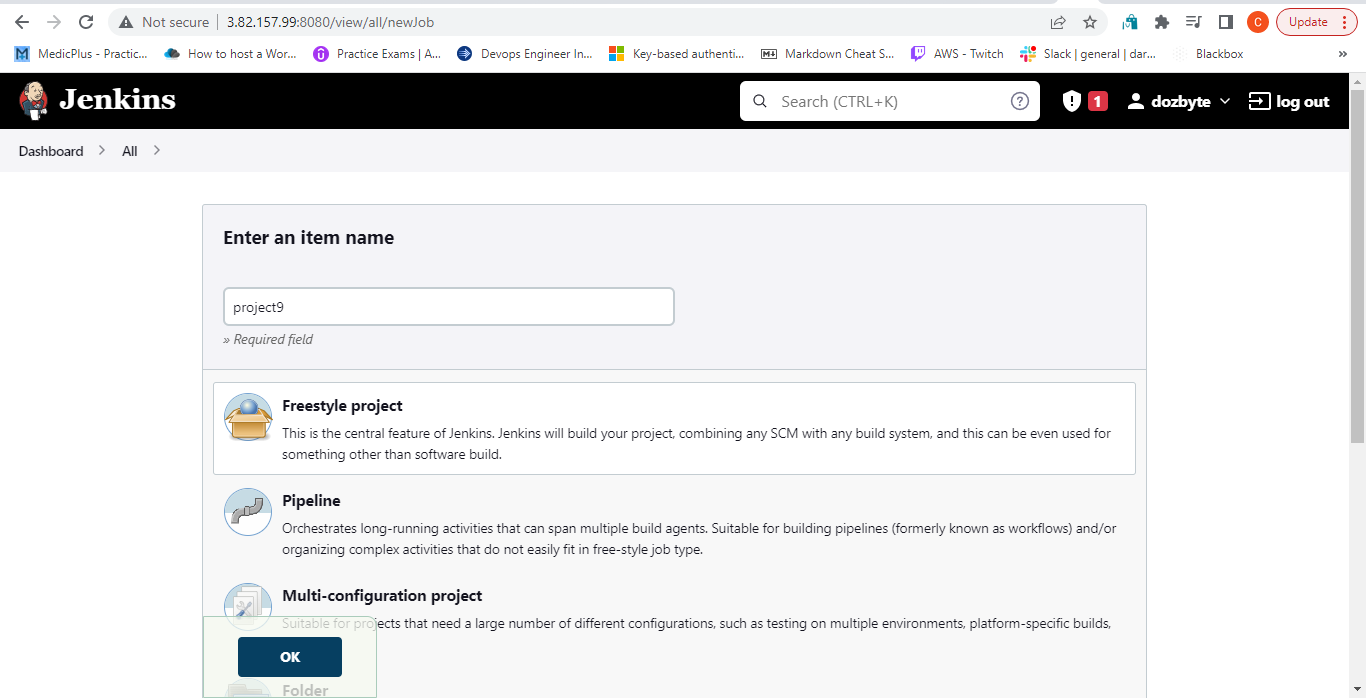 Not secure 3.82.157.99:8080/view/all/newJob C Update
MedicPlus - Practic... How to host a Wor... Practice Exams | A... Devops Engineer In... Key-based authenti... Markdown Cheat S... AWS - Twitch Slack | general | dar... Blackbox »
Jenkins Search (CTRL+K) ? 1 dozbyte log out
Dashboard All
Enter an item name
project9
» Required field
Freestyle project
This is the central feature of Jenkins. Jenkins will build your project, combining any SCM with any build system, and this can be even used for
something other than software build.
Pipeline
Orchestrates long-running activities that can span multiple build agents. Suitable for building pipelines (formerly known as workflows) and/or
organizing complex activities that do not easily fit in free-style job type.
Multi-configuration project
Suitable for projects that need a large number of different configurations, such as testing on multiple environments, platform-specific builds,
OK
Folder